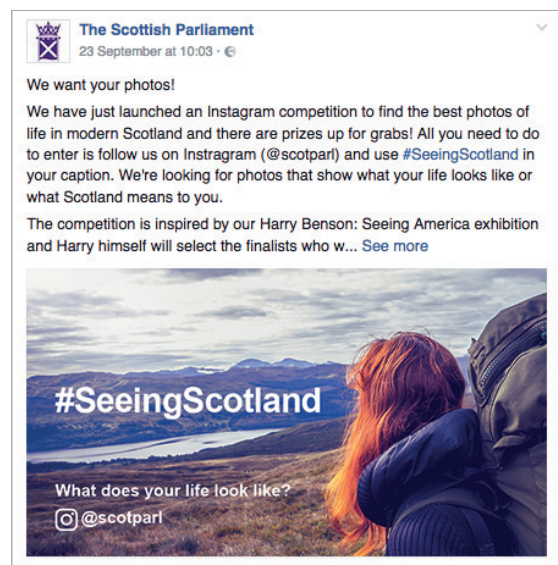 The Scottish Parliament
23 September at 10:03 ·
We want your photos!
We have just launched an Instagram competition to find the best photos of
life in modern Scotland and there are prizes up for grabs! All you need to do
to enter is follow us on Instragram (@scotparl) and use #SeeingScotland in
your caption. We're looking for photos that show what your life looks like or
what Scotland means to you.
The competition is inspired by our Harry Benson: Seeing America exhibition
and Harry himself will select the finalists who w... See more
#SeeingScotland
What does your life look like?
@scotparl